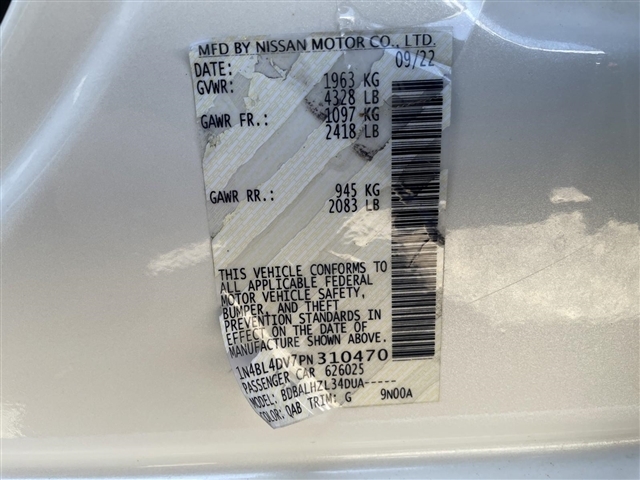 MFD BY NISSAN MOTOR CO., LTD.
DATE: 09/22
GVWR: 1963 KG
4328 LB
GAWR FR.: 1097 KG
2418 LB
GAWR RR.: 945 KG
2083 LB
THIS VEHICLE CONFORMS TO
ALL APPLICABLE FEDERAL
MOTOR VEHICLE SAFETY,
BUMPER, AND THEFT
PREVENTION STANDARDS IN
EFFECT ON THE DATE OF
MANUFACTURE SHOWN ABOVE.
1N4BL4DV7PN310470
PASSENGER CAR 626025
MODEL: BDBALHZL34DUA-----
COLOR: QAB TRIM: G 9N00A